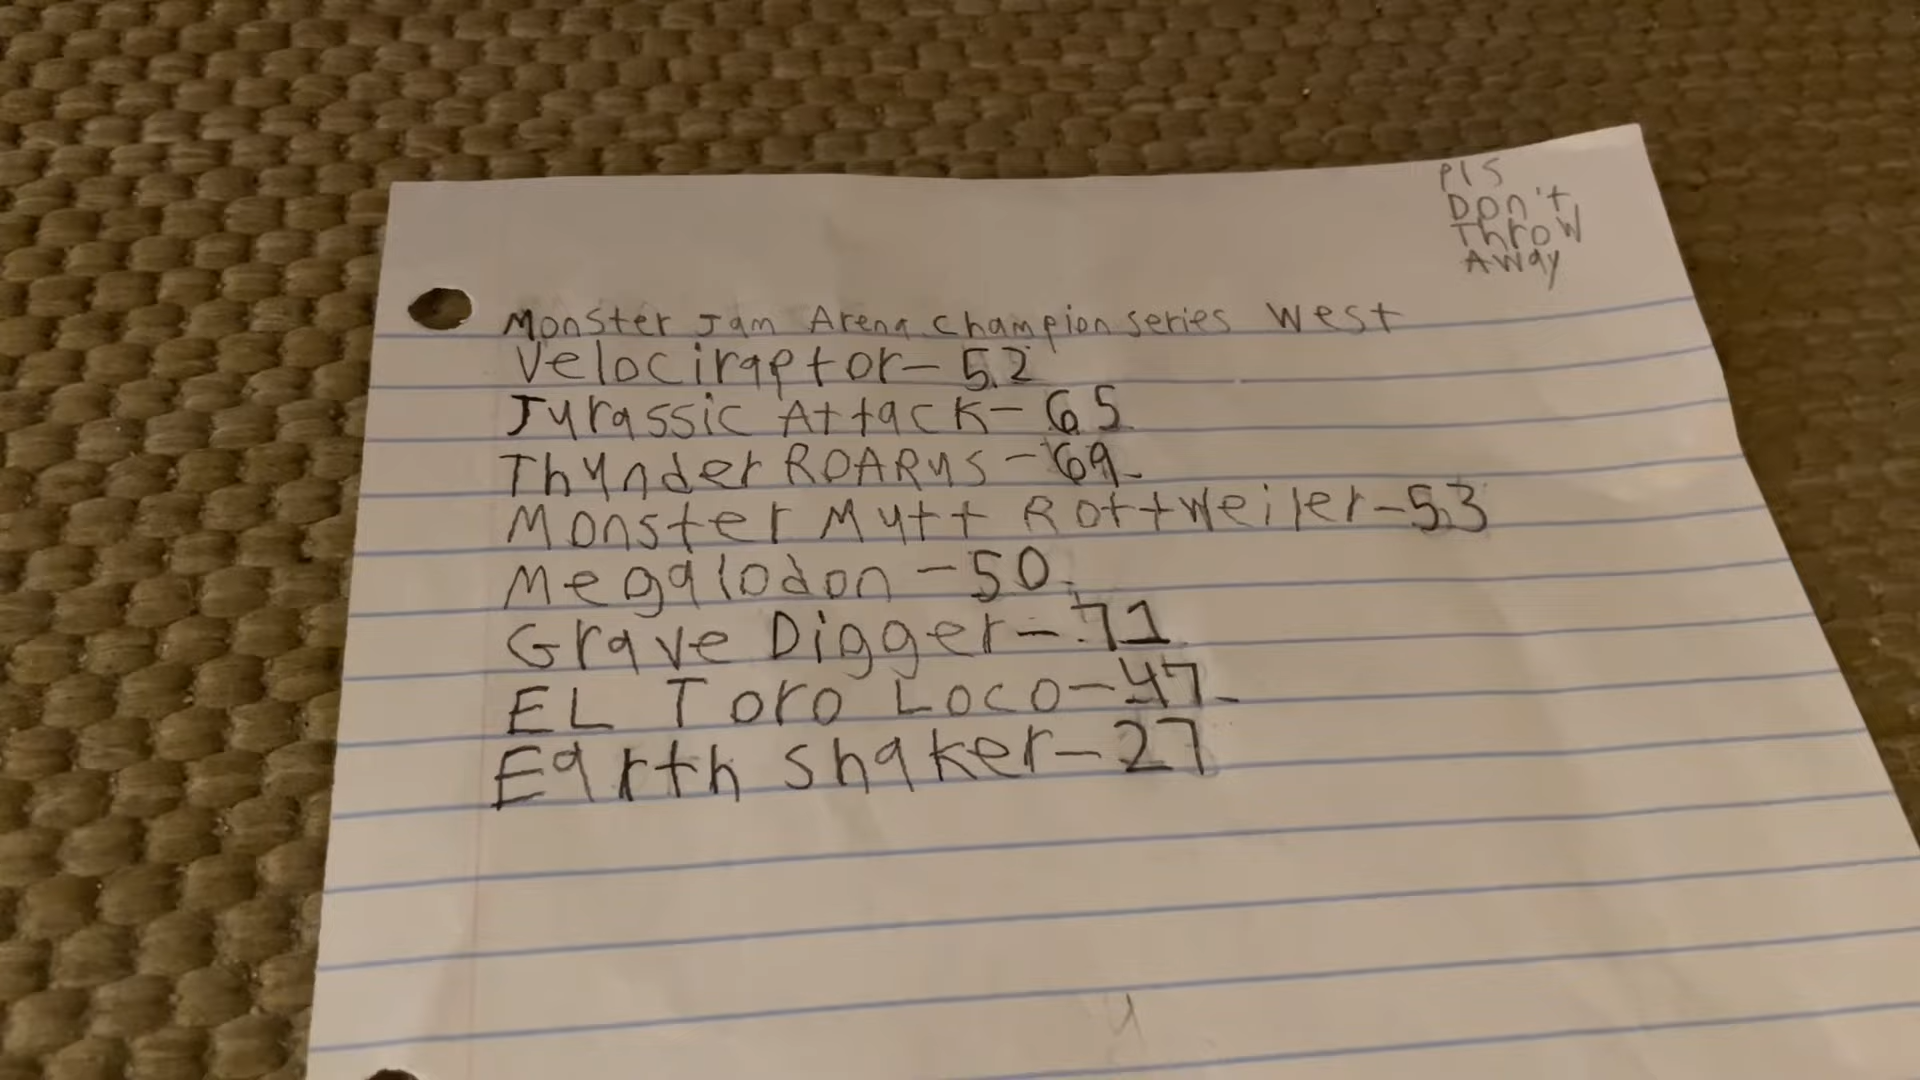 Pls
Don't
Throw
Away
Monster Jam Arena Champion series West
Velociraptor-52
Jurassic Attack-65
Thunder ROARus-69
Monster Mutt Rottweiler-53
Megalodon-50
Grave Digger-71
EL Toro Loco-47
Earth shaker-27